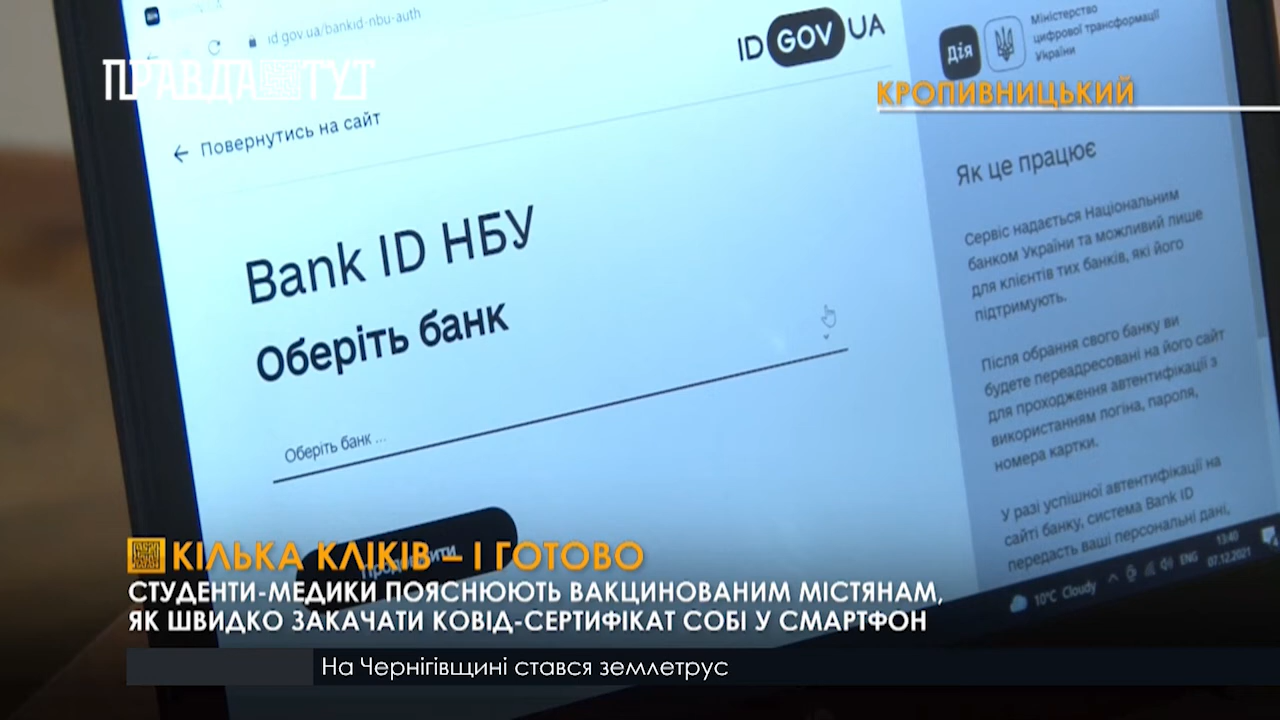 id.gov.ua/bankid-nbu-auth
ПРАВДА ТУТ
ID GOV UA
Дія
Міністерство
цифрової трансформації
України
КРОПИВНИЦЬКИЙ
← Повернутись на сайт
Bank ID НБУ
Оберіть банк
Оберіть банк ...
Як це працює
Сервіс надається Національним
банком України та можливий лише
для клієнтів тих банків, які його
підтримують.
Після обрання свого банку ви
будете переадресовані на його сайт
для проходження автентифікації з
використанням логіна, пароля,
номера картки.
У разі успішної автентифікації на
сайті банку, система Bank ID
передасть ваші персональні дані,
10°C Cloudy
ENG
13:40
07.12.2021
КІЛЬКА КЛІКІВ – І ГОТОВО
СТУДЕНТИ-МЕДИКИ ПОЯСНЮЮТЬ ВАКЦИНОВАНИМ МІСТЯНАМ,
ЯК ШВИДКО ЗАКАЧАТИ КОВІД-СЕРТИФІКАТ СОБІ У СМАРТФОН
На Чернігівщині стався землетрус